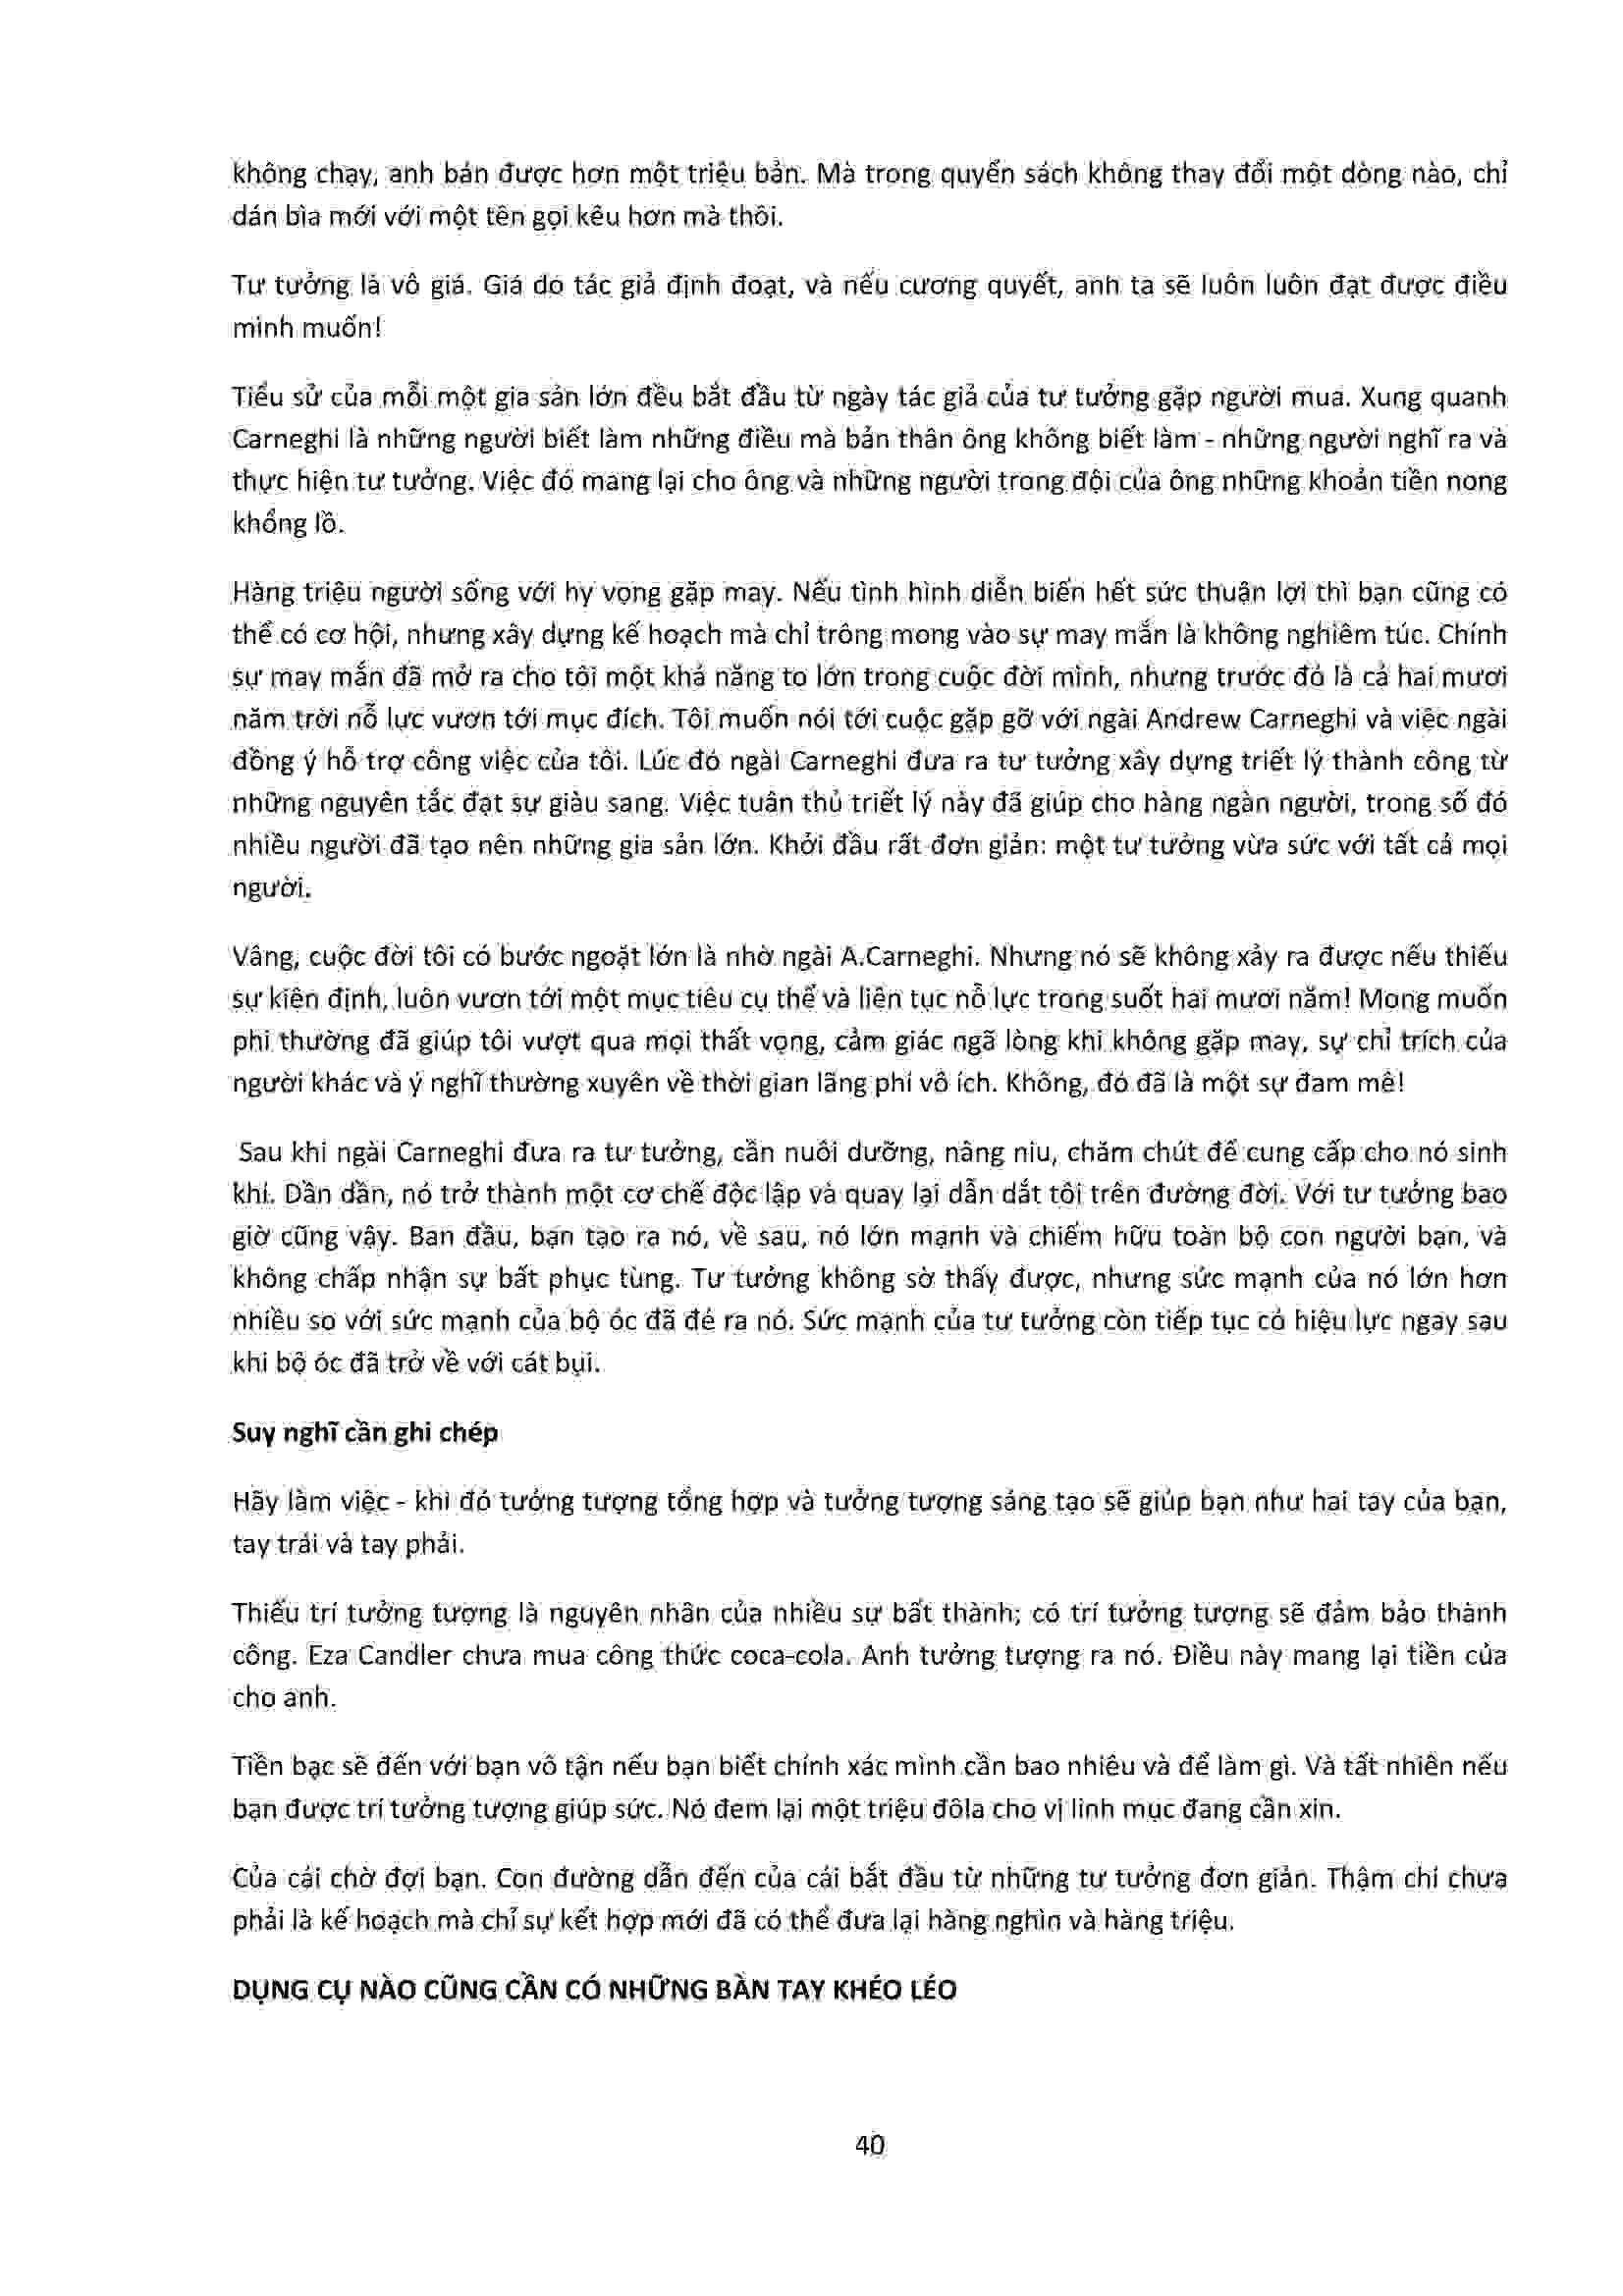 không chạy, anh bán được hơn một triệu bản. Mà trong quyển sách không thay đổi một dòng nào, chỉ
dán bìa mới với một tên gọi kêu hơn mà thôi.
Tư tưởng là vô giá. Giá do tác giả định đoạt, và nếu cương quyết, anh ta sẽ luôn luôn đạt được điều
mình muốn!
Tiểu sử của mỗi một gia sản lớn đều bắt đầu từ ngày tác giả của tư tưởng gặp người mua. Xung quanh
Carneghi là những người biết làm những điều mà bản thân ông không biết làm - những người nghĩ ra và
thực hiện tư tưởng. Việc đó mang lại cho ông và những người trong đội của ông những khoản tiền nong
khổng lồ.
Hàng triệu người sống với hy vọng gặp may. Nếu tình hình diễn biến hết sức thuận lợi thì bạn cũng có
thể có cơ hội, nhưng xây dựng kế hoạch mà chỉ trông mong vào sự may mắn là không nghiêm túc. Chính
sự may mắn đã mở ra cho tôi một khả năng to lớn trong cuộc đời mình, nhưng trước đó là cả hai mươi
năm trời nỗ lực vươn tới mục đích. Tôi muốn nói tới cuộc gặp gỡ với ngài Andrew Carneghi và việc ngài
đồng ý hỗ trợ công việc của tôi. Lúc đó ngài Carneghi đưa ra tư tưởng xây dựng triết lý thành công từ
những nguyên tắc đạt sự giàu sang. Việc tuân thủ triết lý này đã giúp cho hàng ngàn người, trong số đó
nhiều người đã tạo nên những gia sản lớn. Khởi đầu rất đơn giản: một tư tưởng vừa sức với tất cả mọi
người.
Vâng, cuộc đời tôi có bước ngoặt lớn là nhờ ngài A.Carneghi. Nhưng nó sẽ không xảy ra được nếu thiếu
sự kiên định, luôn vươn tới một mục tiêu cụ thể và liên tục nỗ lực trong suốt hai mươi năm! Mong muốn
phi thường đã giúp tôi vượt qua mọi thất vọng, cảm giác ngã lòng khi không gặp may, sự chỉ trích của
người khác và ý nghĩ thường xuyên về thời gian lãng phí vô ích. Không, đó đã là một sự đam mê!
Sau khi ngài Carneghi đưa ra tư tưởng, cần nuôi dưỡng, nâng niu, chăm chút để cung cấp cho nó sinh
khí. Dần dần, nó trở thành một cơ chế độc lập và quay lại dẫn dắt tôi trên đường đời. Với tư tưởng bao
giờ cũng vậy. Ban đầu, bạn tạo ra nó, về sau, nó lớn mạnh và chiếm hữu toàn bộ con người bạn, và
không chấp nhận sự bất phục tùng. Tư tưởng không sờ thấy được, nhưng sức mạnh của nó lớn hơn
nhiều so với sức mạnh của bộ óc đã đẻ ra nó. Sức mạnh của tư tưởng còn tiếp tục có hiệu lực ngay sau
khi bộ óc đã trở về với cát bụi.
Suy nghĩ cần ghi chép
Hãy làm việc - khi đó tưởng tượng tổng hợp và tưởng tượng sáng tạo sẽ giúp bạn như hai tay của bạn,
tay trái và tay phải.
Thiếu trí tưởng tượng là nguyên nhân của nhiều sự bất thành; có trí tưởng tượng sẽ đảm bảo thành
công. Eza Candler chưa mua công thức coca-cola. Anh tưởng tượng ra nó. Điều này mang lại tiền của
cho anh.
Tiền bạc sẽ đến với bạn vô tận nếu bạn biết chính xác mình cần bao nhiêu và để làm gì. Và tất nhiên nếu
bạn được trí tưởng tượng giúp sức. Nó đem lại một triệu đôla cho vị linh mục đang cần xin.
Của cải chờ đợi bạn. Con đường dẫn đến của cải bắt đầu từ những tư tưởng đơn giản. Thậm chí chưa
phải là kế hoạch mà chỉ sự kết hợp mới đã có thể đưa lại hàng nghìn và hàng triệu.
DỤNG CỤ NÀO CŨNG CẦN CÓ NHỮNG BÀN TAY KHÉO LÉO
40